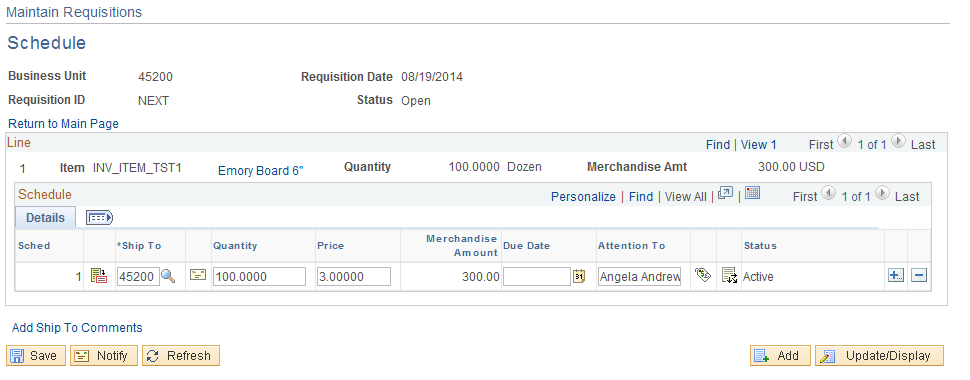 Maintain Requisitions
Schedule
Business Unit 45200 Requisition Date 08/19/2014
Requisition ID NEXT Status Open
Return to Main Page
Line Find | View 1 First 1 of 1 Last
1 Item INV_ITEM_TST1 Emory Board 6" Quantity 100.0000 Dozen Merchandise Amt 300.00 USD
Schedule Personalize | Find | View All | | First 1 of 1 Last
Details
Sched *Ship To Quantity Price Merchandise Amount Due Date Attention To Status
1 45200 100.0000 3.00000 300.00 31 Angela Andrew Active
Add Ship To Comments
Save Notify Refresh Add Update/Display